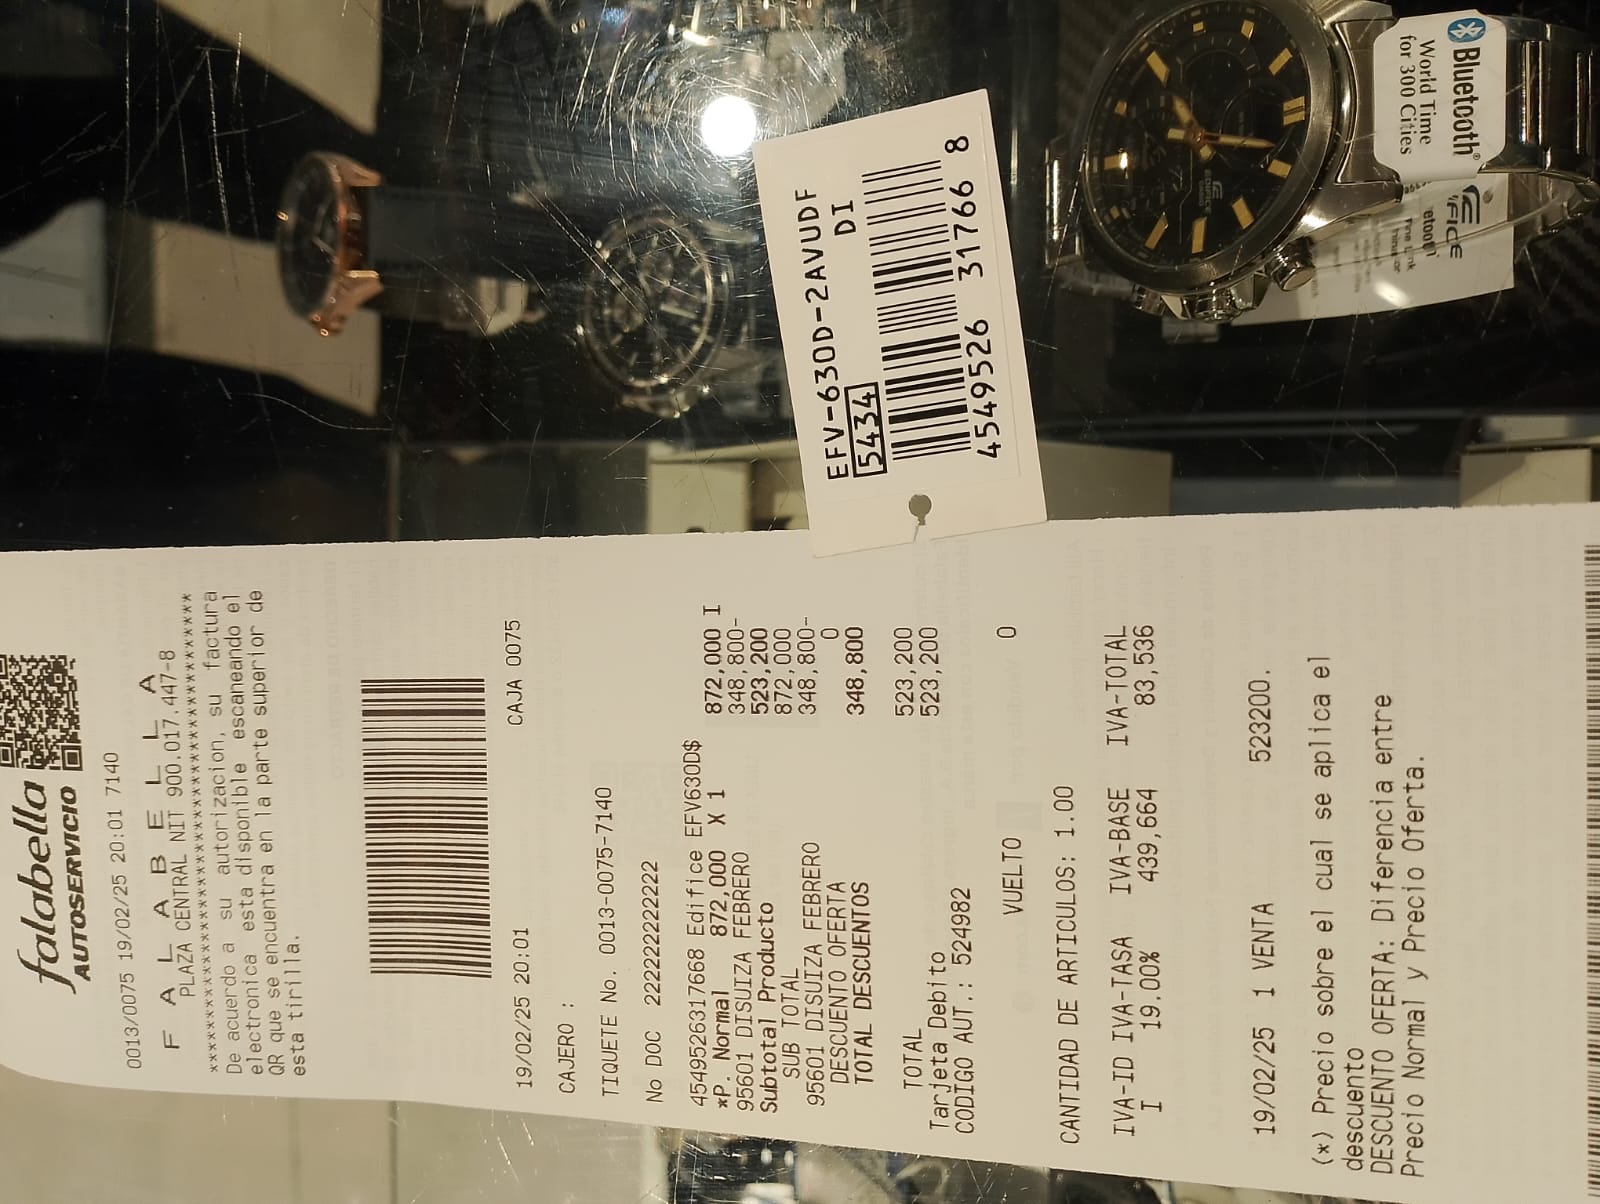 falabella
AUTOSERVICIO
0013/0075 19/02/25 20:01 7140
F A L A B E L L A
PLAZA CENTRAL NIT 900.017.447-8
De acuerdo a su autorizacion, su factura
electronica esta disponible escaneando el
QR que se encuentra en la parte superior de
esta tirilla.
19/02/25 20:01 CAJA 0075
CAJERO :
TIQUETE No. 0013-0075-7140
No DOC 222222222222
4549526317668 Edifice EFV630D$
*P. Normal 872,000 X 1 872,000 I
95601 DISUIZA FEBRERO 348,800-
Subtotal Producto 523,200
SUB TOTAL 872,000
95601 DISUIZA FEBRERO 348,800-
DESCUENTO OFERTA 0
TOTAL DESCUENTOS 348,800
TOTAL 523,200
Tarjeta Debito 523,200
CODIGO AUT.: 524982
VUELTO 0
CANTIDAD DE ARTICULOS: 1.00
IVA-ID IVA-TASA IVA-BASE IVA-TOTAL
I 19.00% 439,664 83,536
19/02/25 1 VENTA 523200.
(*) Precio sobre el cual se aplica el
descuento
DESCUENTO OFERTA: Diferencia entre
Precio Normal y Precio Oferta.
EFV-630D-2AVUDF
5434 DI
4549526 31766 8
Bluetooth®
World Time
for 300 Cities